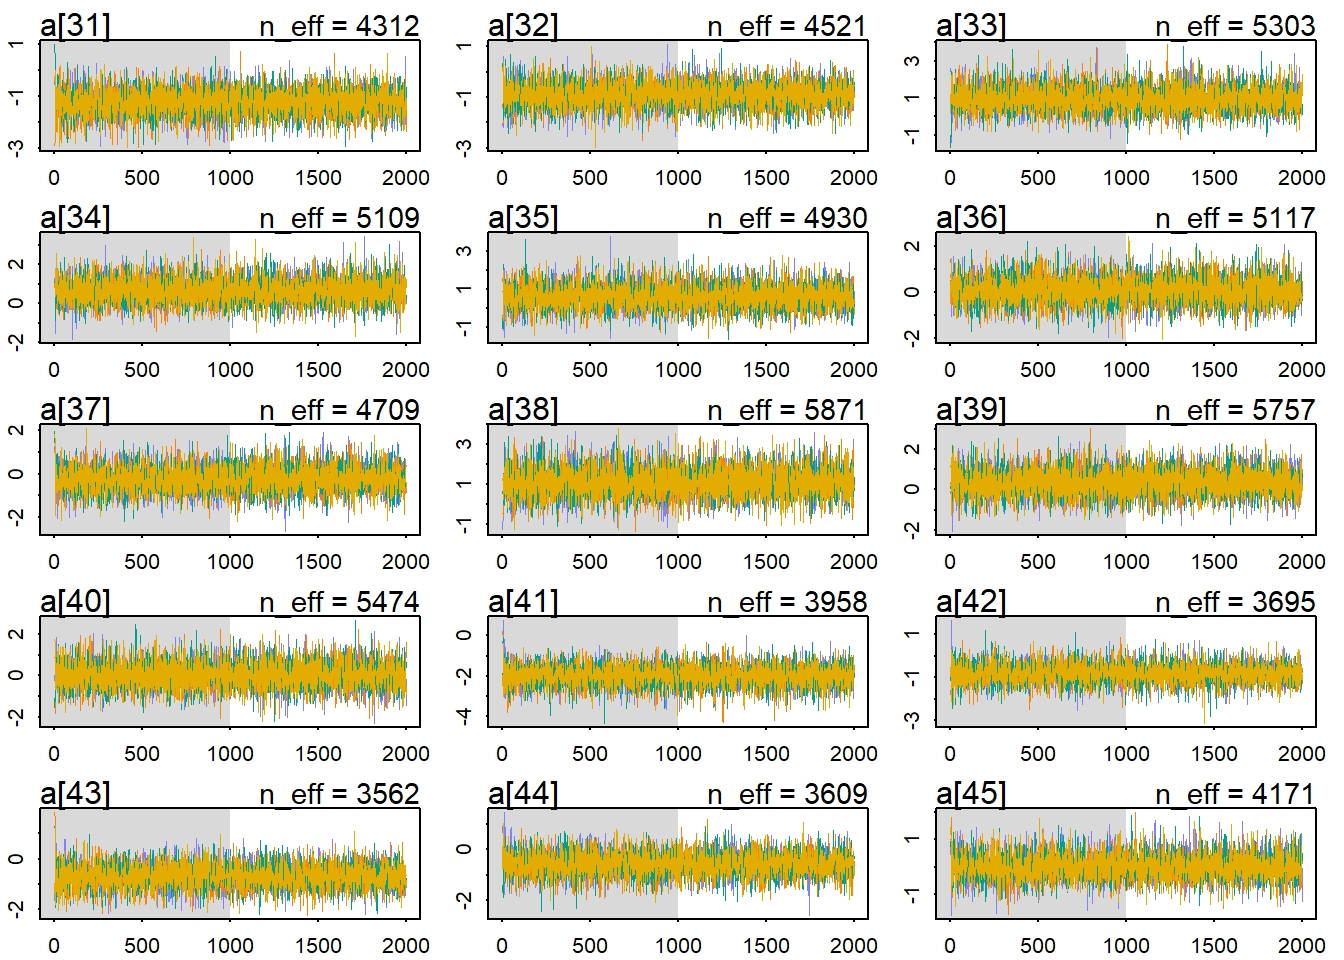 a[31] n_eff = 4312 a[32] n_eff = 4521 a[33] n_eff = 5303
1 -1 -3 1 -1 -3 3 1 -1
0 500 1000 1500 2000 0 500 1000 1500 2000 0 500 1000 1500 2000
a[34] n_eff = 5109 a[35] n_eff = 4930 a[36] n_eff = 5117
2 0 -2 3 1 -1 2 0 -2
0 500 1000 1500 2000 0 500 1000 1500 2000 0 500 1000 1500 2000
a[37] n_eff = 4709 a[38] n_eff = 5871 a[39] n_eff = 5757
2 0 -2 3 1 -1 2 0 -2
0 500 1000 1500 2000 0 500 1000 1500 2000 0 500 1000 1500 2000
a[40] n_eff = 5474 a[41] n_eff = 3958 a[42] n_eff = 3695
2 0 -2 0 -2 -4 1 -1 -3
0 500 1000 1500 2000 0 500 1000 1500 2000 0 500 1000 1500 2000
a[43] n_eff = 3562 a[44] n_eff = 3609 a[45] n_eff = 4171
0 -2 0 -2 1 -1
0 500 1000 1500 2000 0 500 1000 1500 2000 0 500 1000 1500 2000